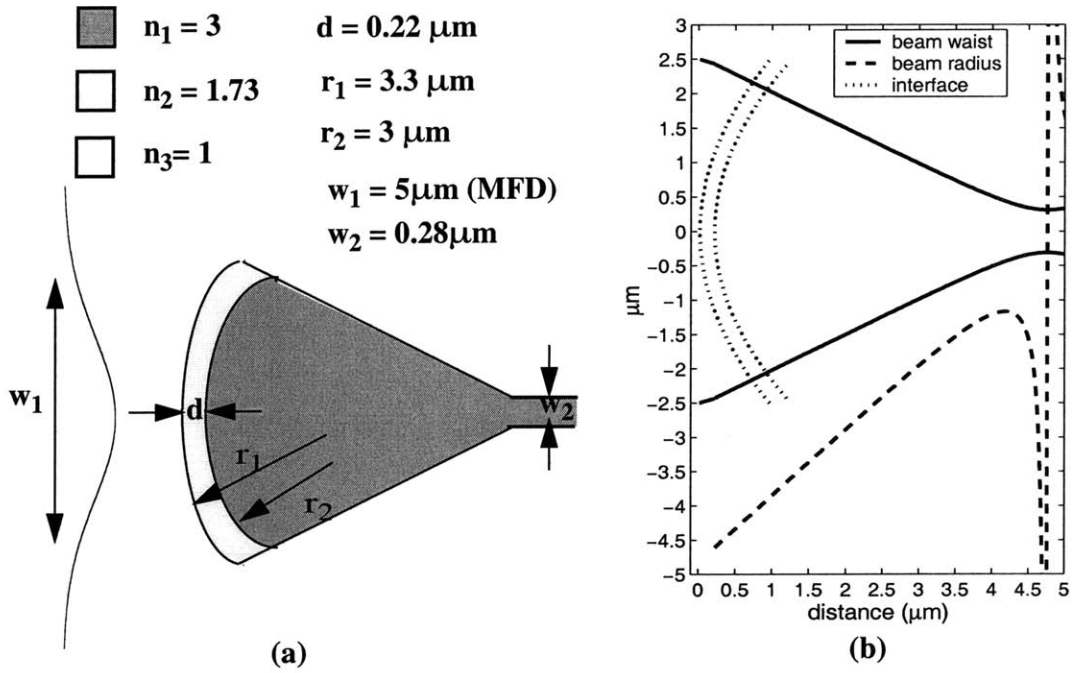 n1 = 3
d = 0.22 μm
n2 = 1.73
r1 = 3.3 μm
n3= 1
r2 = 3 μm
w1 = 5μm (MFD)
w2 = 0.28μm
w1
d
w2
r1
r2
(a)
beam waist
beam radius
interface
3
2.5
2
1.5
1
0.5
0
−0.5
−1
−1.5
−2
−2.5
−3
−3.5
−4
−4.5
−5
μm
0 0.5 1 1.5 2 2.5 3 3.5 4 4.5 5
distance (μm)
(b)